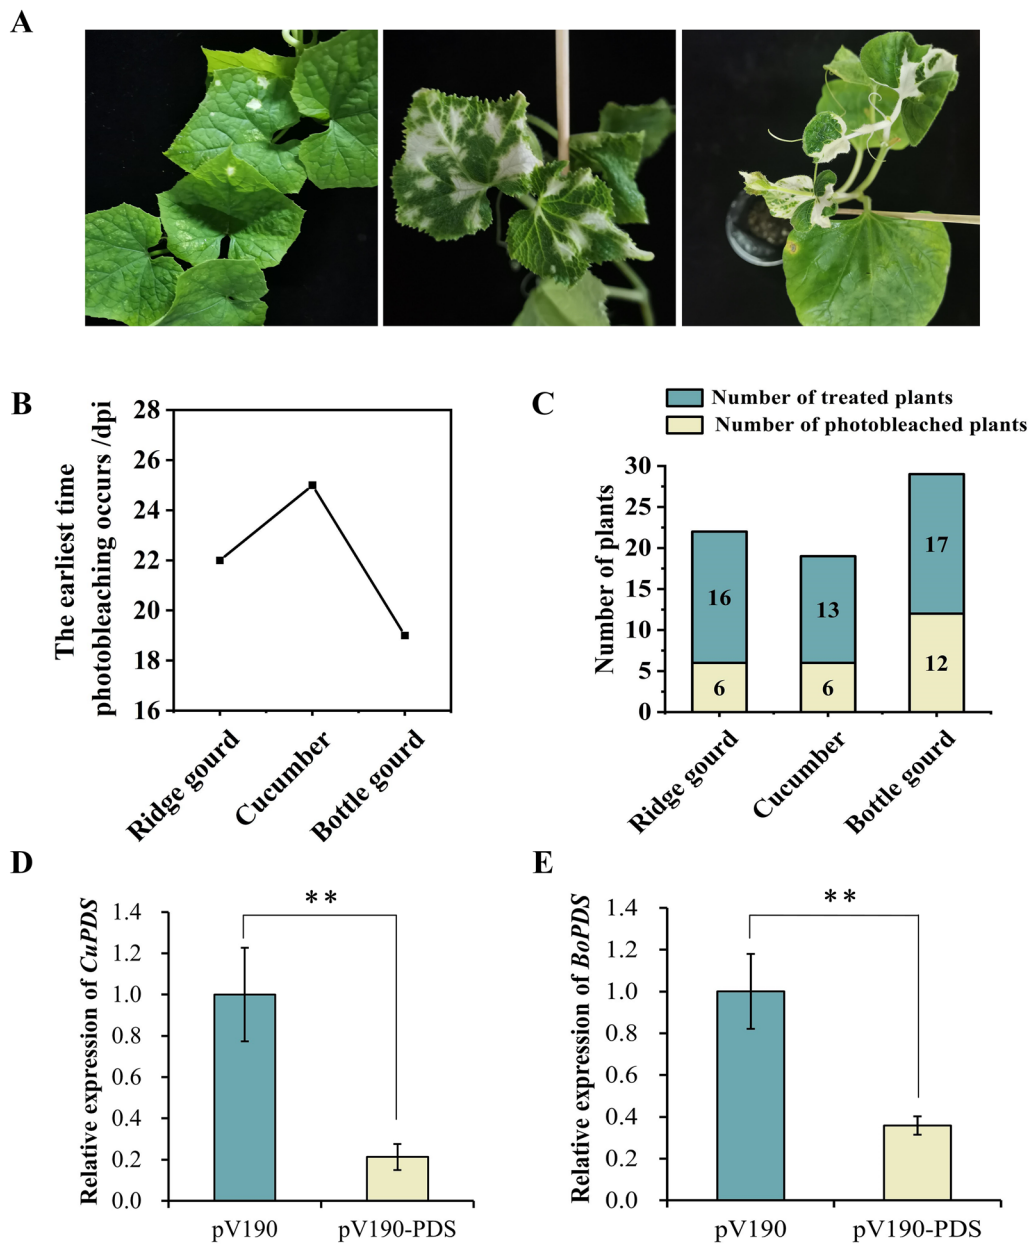 A
B
The earliest time
photobleaching occurs /dpi
28
26
24
22
20
18
16
Ridge gourd
Cucumber
Bottle gourd
C
Number of treated plants
Number of photobleached plants
Number of plants
30
25
20
15
10
5
0
16
6
13
6
17
12
Ridge gourd
Cucumber
Bottle gourd
D
Relative expression of CuPDS
1.4
1.2
1.0
0.8
0.6
0.4
0.2
0.0
**
pV190
pV190-PDS
E
Relative expression of BoPDS
1.4
1.2
1.0
0.8
0.6
0.4
0.2
0.0
**
pV190
pV190-PDS